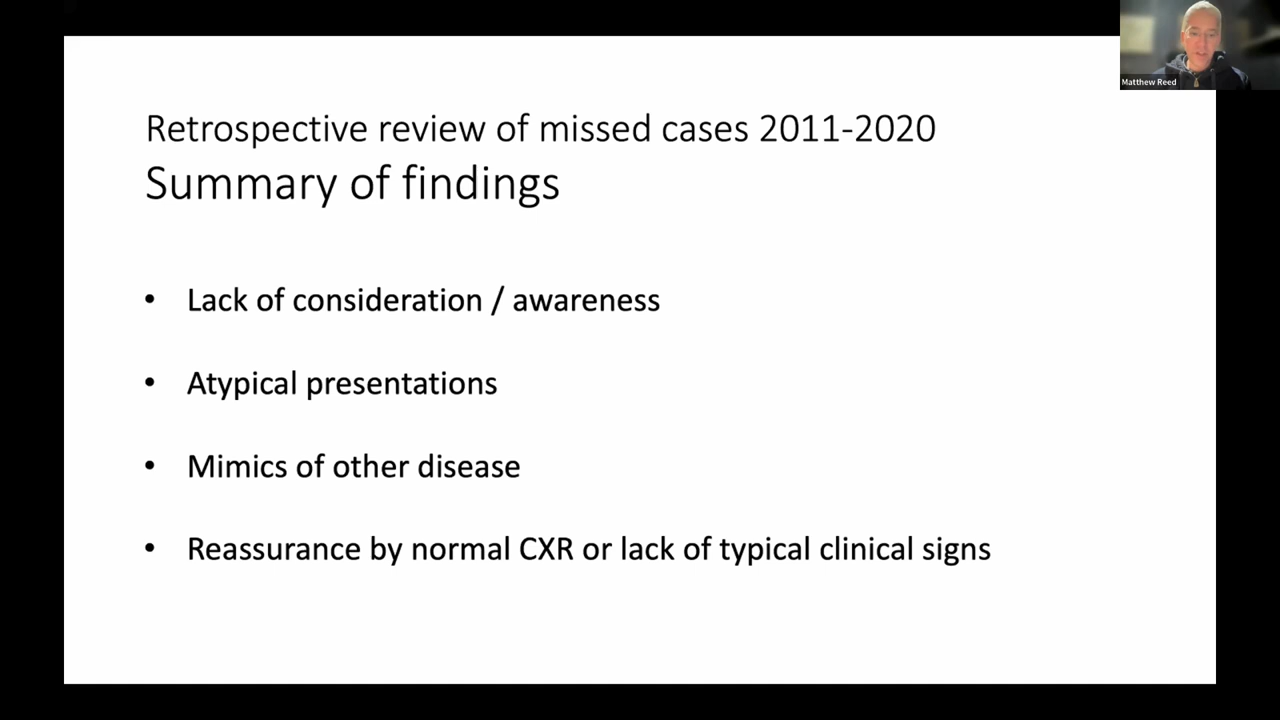 Matthew Reed
Retrospective review of missed cases 2011-2020
Summary of findings
• Lack of consideration / awareness
• Atypical presentations
• Mimics of other disease
• Reassurance by normal CXR or lack of typical clinical signs